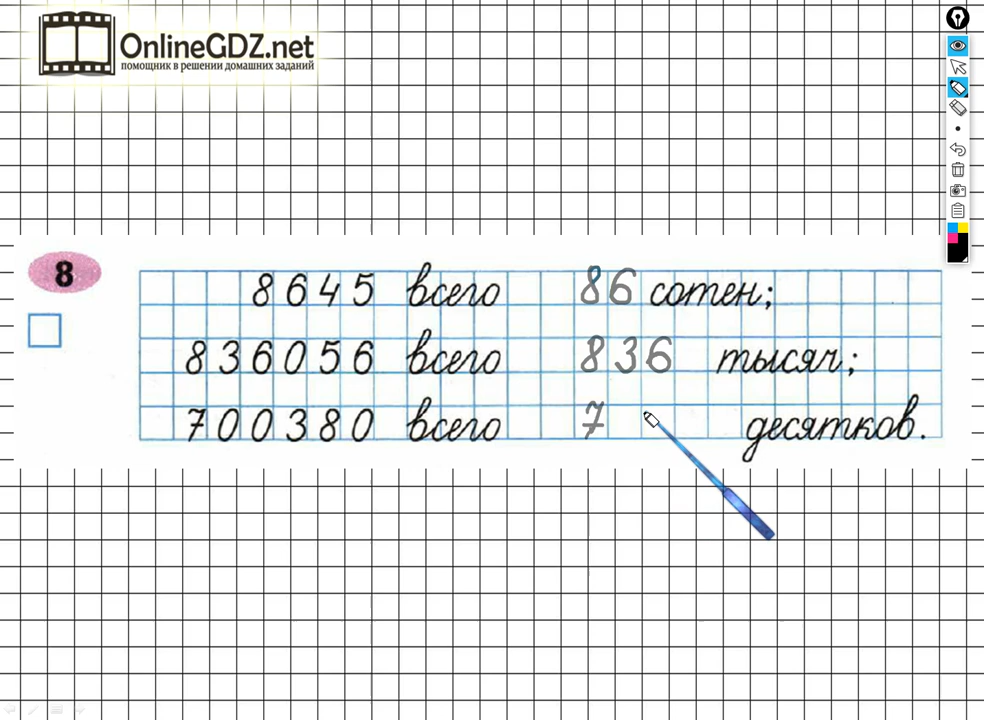 OnlineGDZ.net
помощник в решении домашних заданий
8
8645 всего 86 сотен;
836056 всего 836 тысяч;
700380 всего 7 десятков.